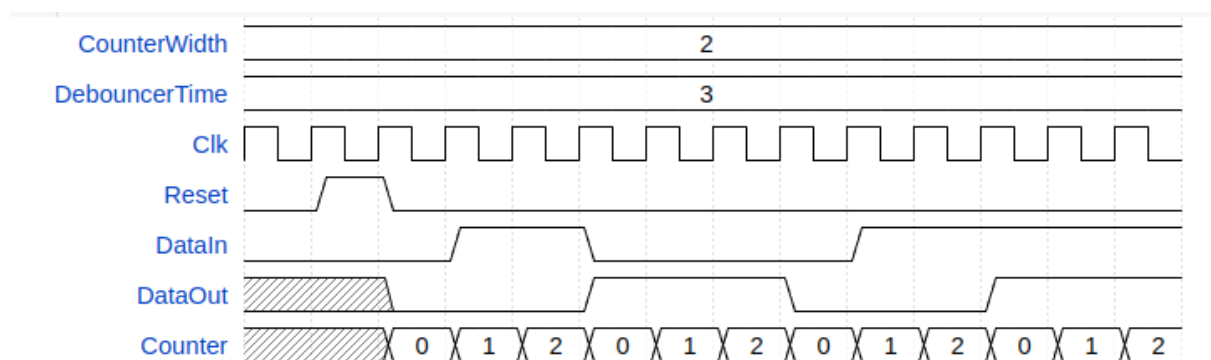 CounterWidth 2
DebouncerTime 3
Clk
Reset
DataIn
DataOut
Counter 0 1 2 0 1 2 0 1 2 0 1 2